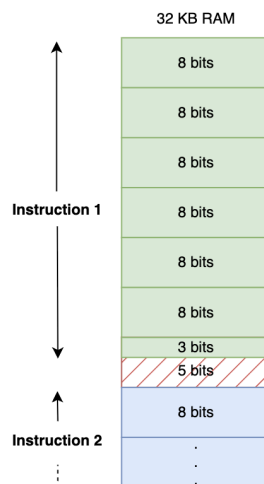 32 KB RAM
8 bits
8 bits
8 bits
8 bits
Instruction 1
8 bits
8 bits
3 bits
5 bits
8 bits
Instruction 2
.
.
.